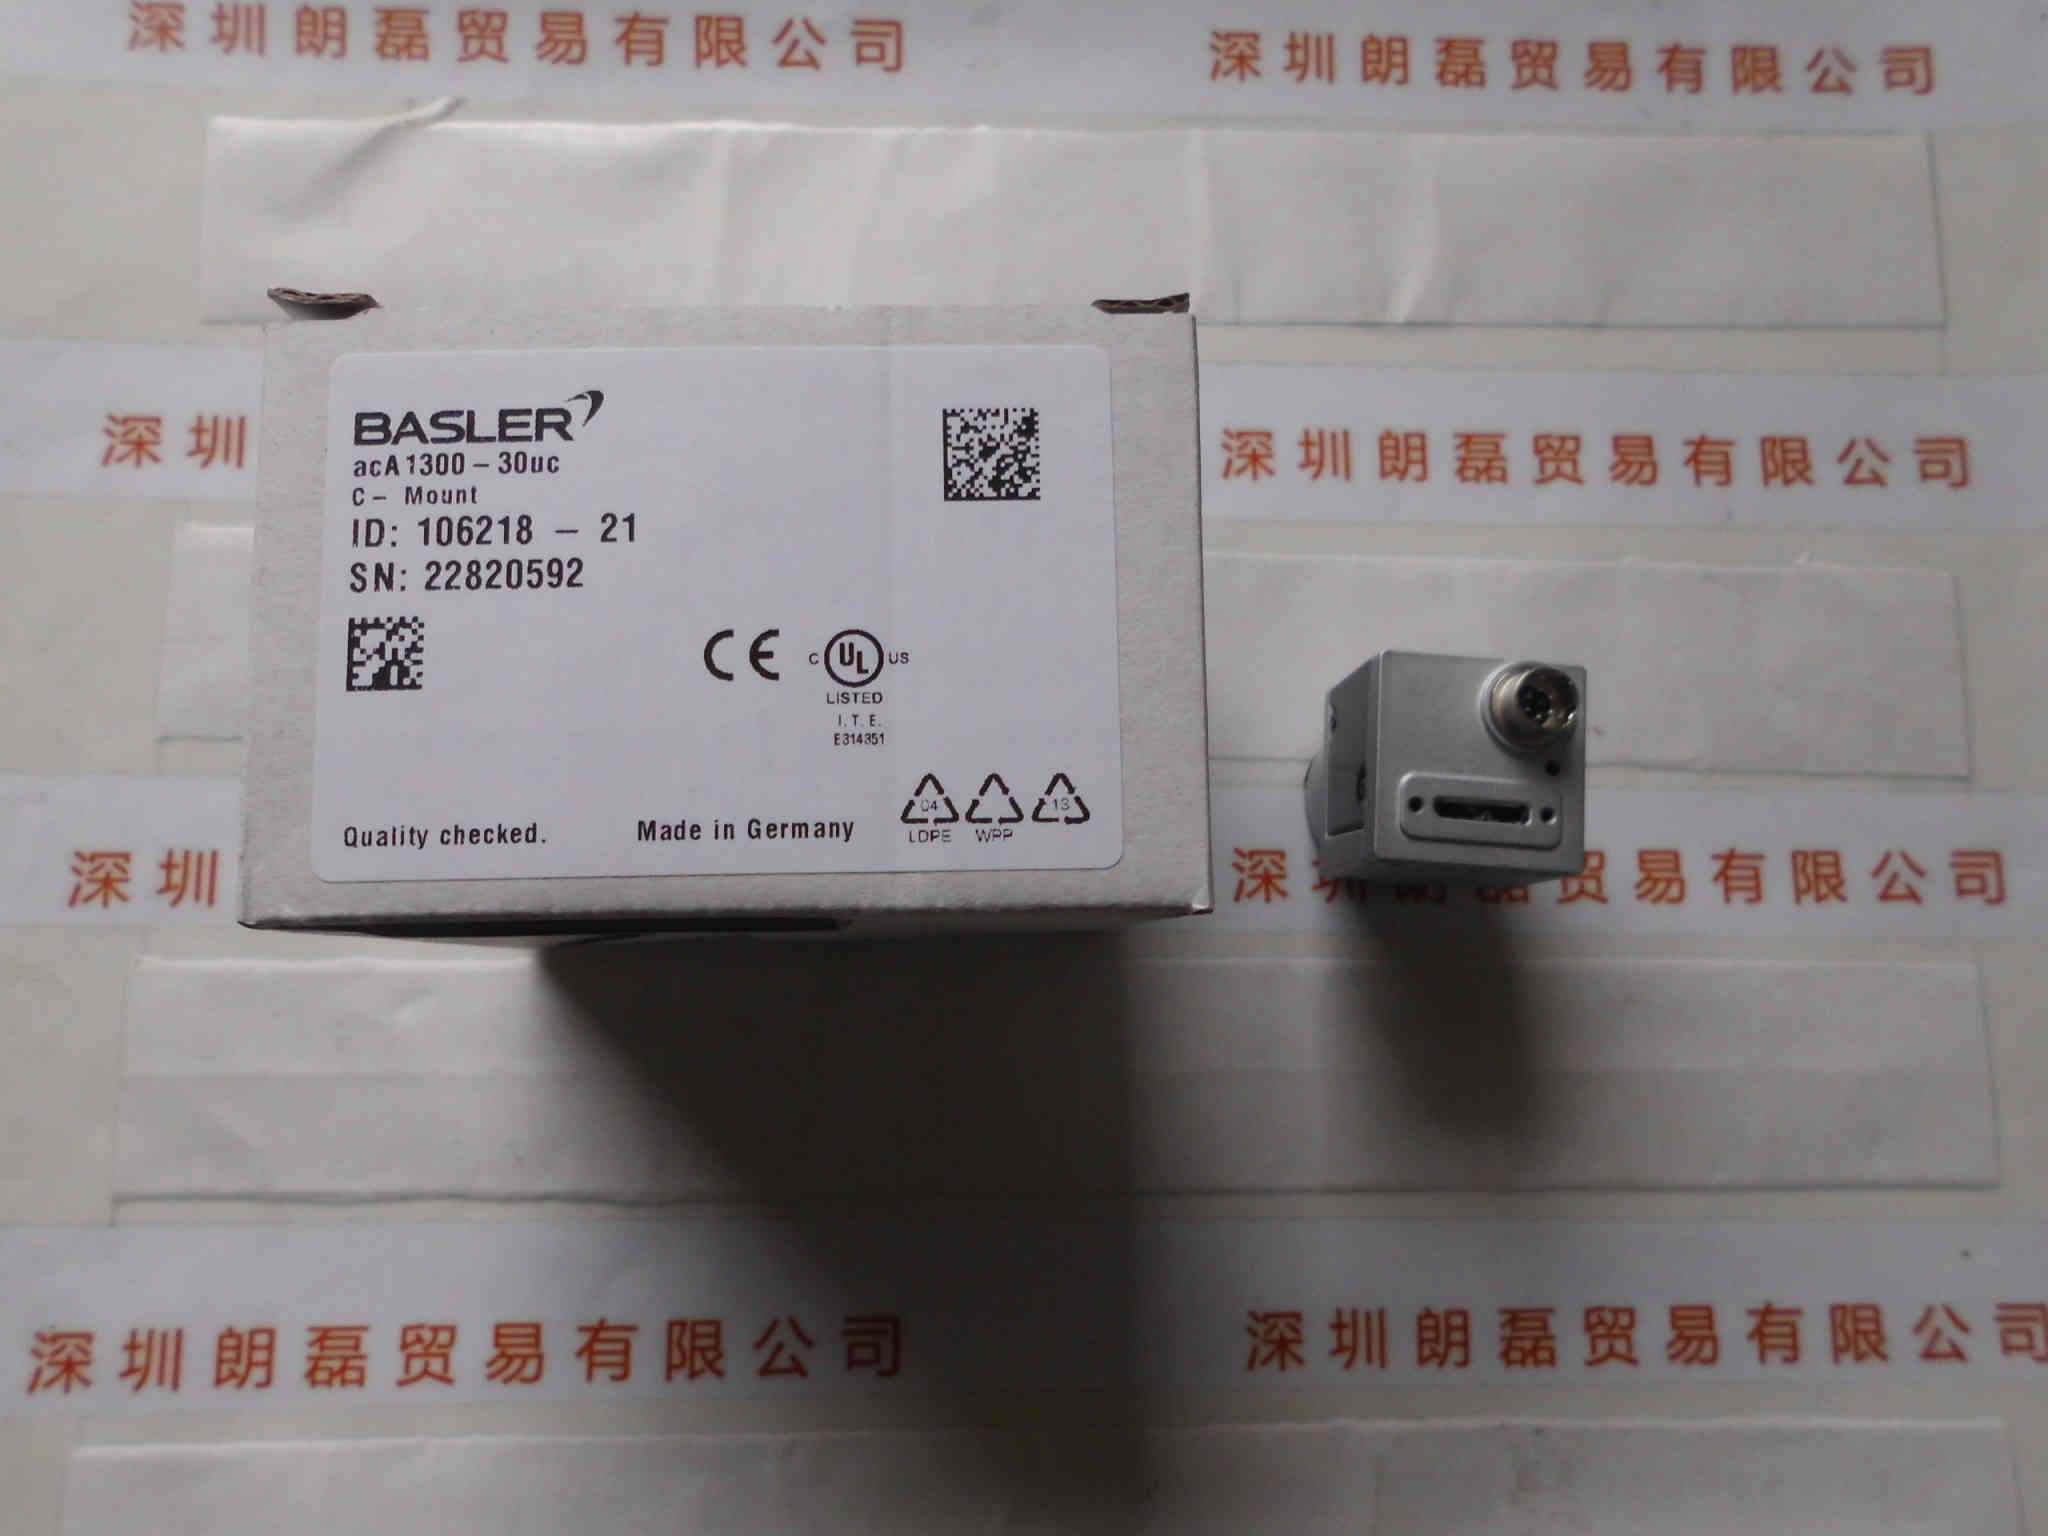 深圳朗磊贸易有限公司
深圳朗磊贸易有限公司
BASLER
acA1300-30uc
C- Mount
ID: 106218 - 21
SN: 22820592
CE
C UL US
LISTED
I.T.E.
E314351
Quality checked.
Made in Germany
04
LDPE
WPP
13
深圳
深圳朗磊贸易有限公司
深圳
深圳朗磊贸易有限公司
深圳朗磊贸易有限公司
深圳朗磊贸易有限公司